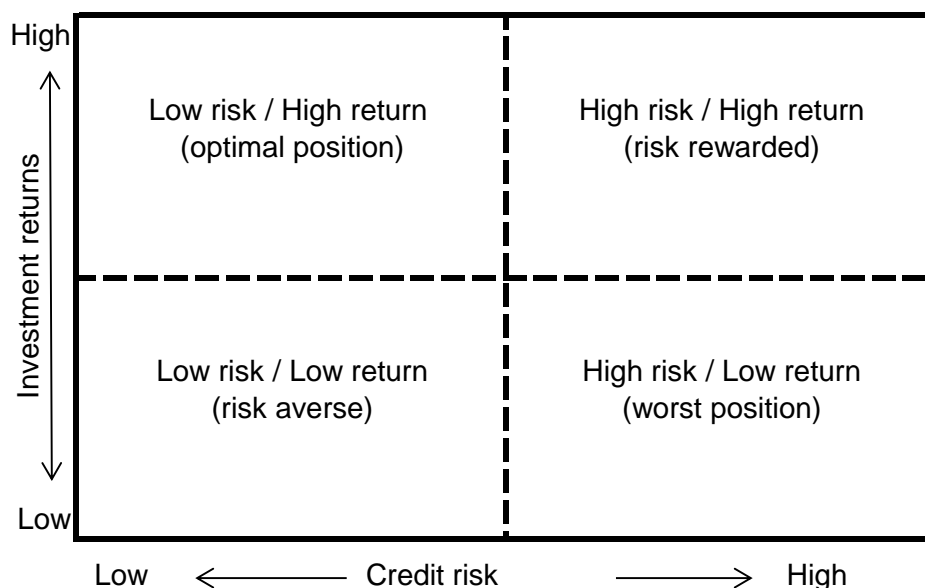 High
Low risk / High return
(optimal position)
High risk / High return
(risk rewarded)
Investment returns
Low risk / Low return
(risk averse)
High risk / Low return
(worst position)
Low
Low
Credit risk
High